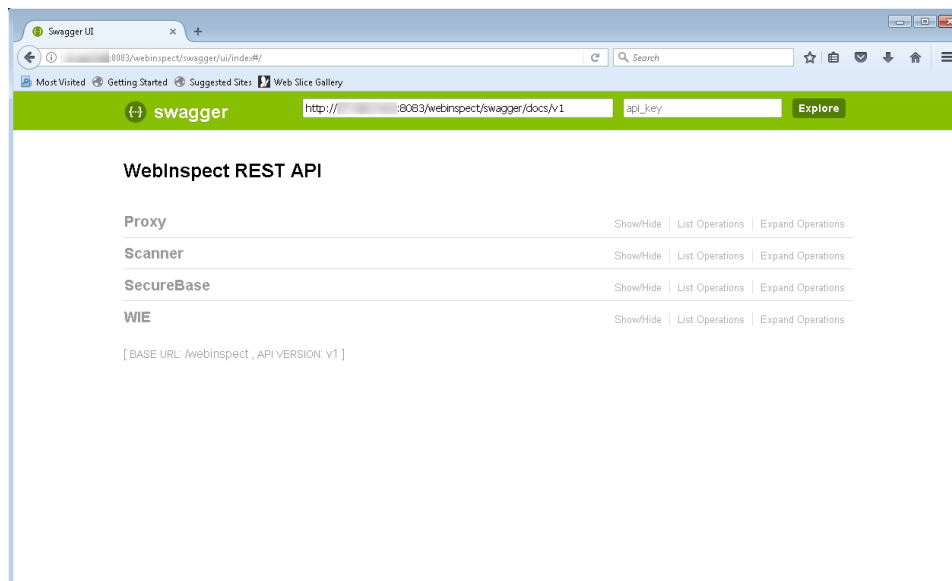 Swagger UI
:8083/webinspect/swagger/ui/index#/
Search
Most Visited Getting Started Suggested Sites Web Slice Gallery
swagger http:// :8083/webinspect/swagger/docs/v1 api_key Explore
WebInspect REST API
Proxy Show/Hide List Operations Expand Operations
Scanner Show/Hide List Operations Expand Operations
SecureBase Show/Hide List Operations Expand Operations
WIE Show/Hide List Operations Expand Operations
[ BASE URL: /webinspect , API VERSION: v1 ]